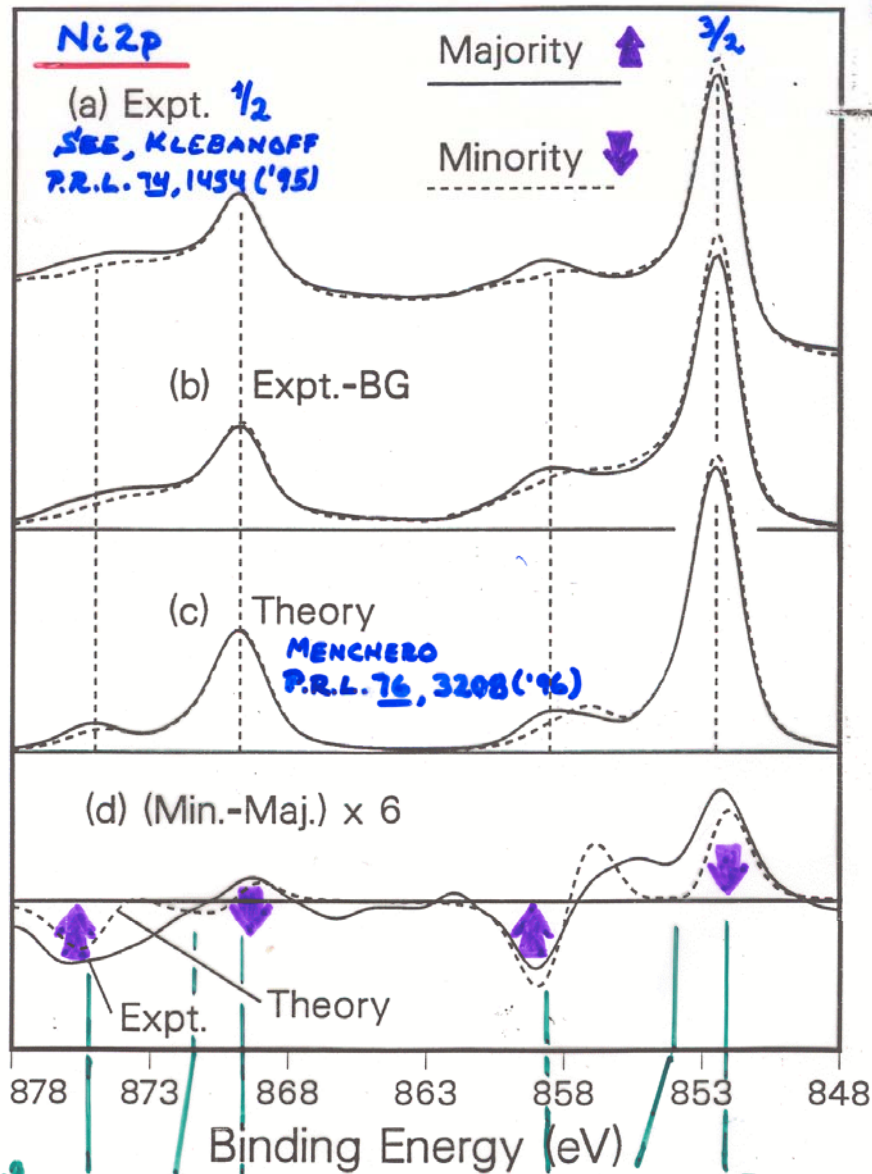 Ni2p
Majority
3/2
(a) Expt. 1/2
SEE, KLEBANOFF
P.R.L. 74, 1454 ('95)
Minority
(b) Expt.-BG
(c) Theory
MENCHERO
P.R.L. 76, 3208 ('96)
(d) (Min.-Maj.) x 6
Theory
Expt.
878 873 868 863 858 853 848
Binding Energy (eV)